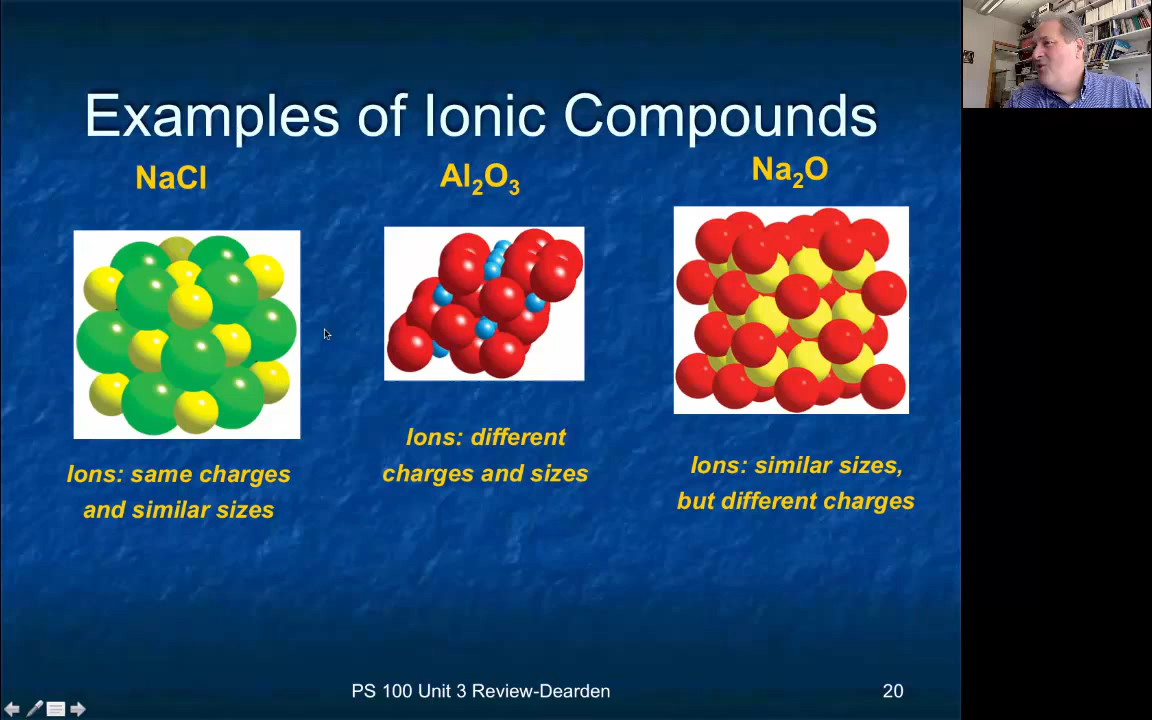 Examples of Ionic Compounds
NaCl
Al₂O₃
Na₂O
Ions: same charges
and similar sizes
Ions: different
charges and sizes
Ions: similar sizes,
but different charges
PS 100 Unit 3 Review-Dearden
20